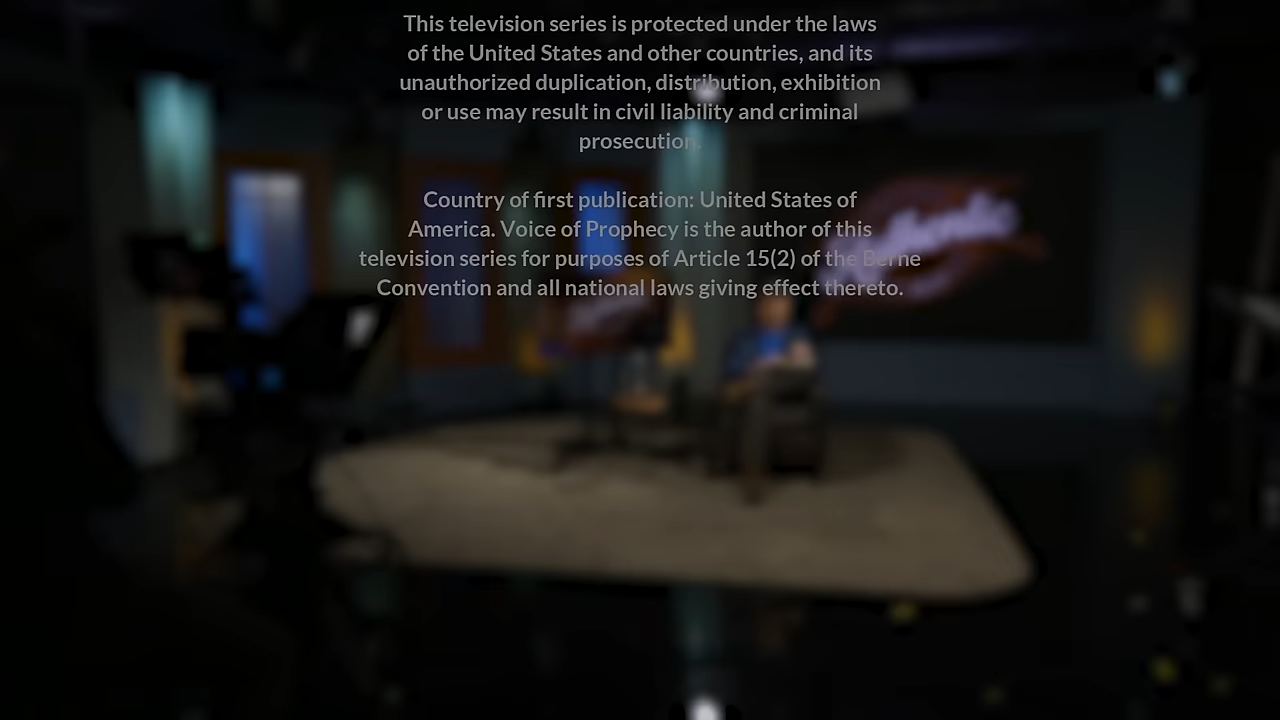 This television series is protected under the laws
of the United States and other countries, and its
unauthorized duplication, distribution, exhibition
or use may result in civil liability and criminal
prosecution.
Country of first publication: United States of
America. Voice of Prophecy is the author of this
television series for purposes of Article 15(2) of the Berne
Convention and all national laws giving effect thereto.
Authentic